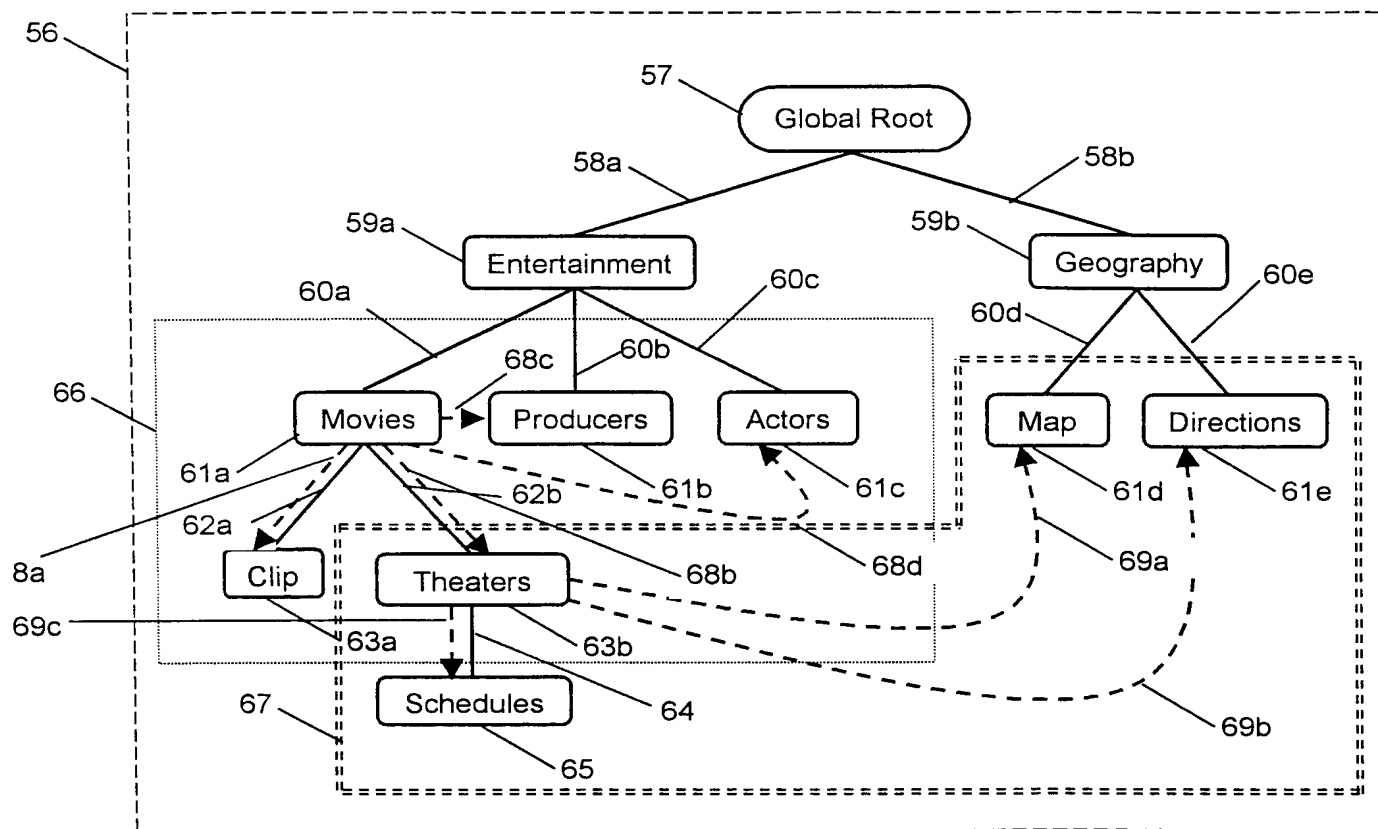 56
57
Global Root
58a
58b
59a
59b
Entertainment
Geography
60a
60c
60e
60d
60b
68c
66
Movies
Producers
Actors
Map
Directions
61a
62b
61b
61c
61d
61e
62a
8a
Clip
Theaters
68b
68d
69a
69c
63a
63b
67
Schedules
64
69b
65